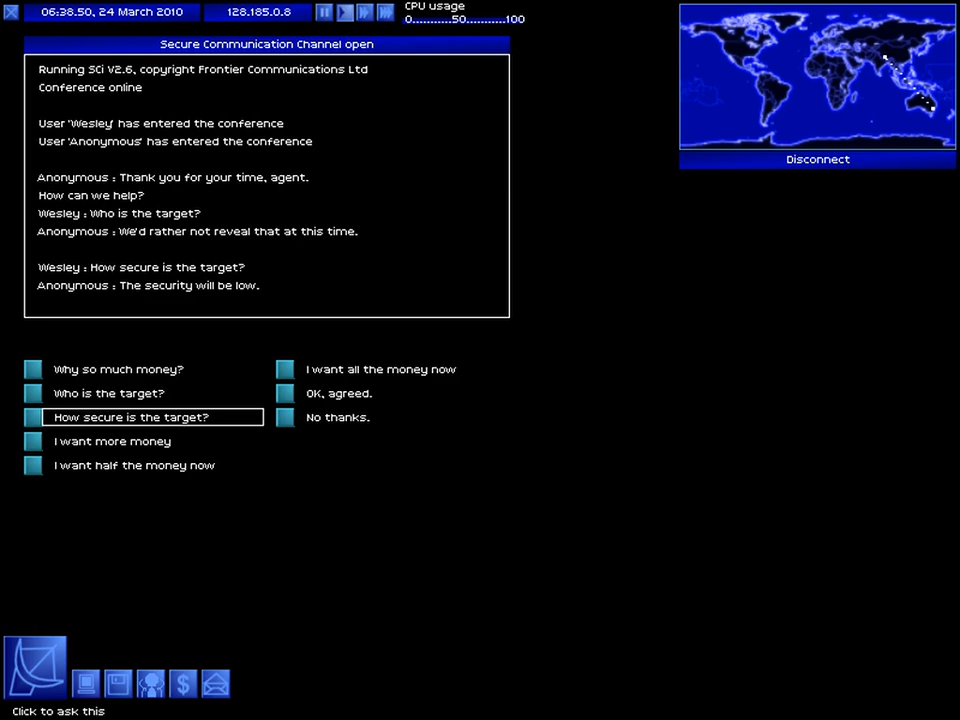 06:38.50, 24 March 2010
128.185.0.8
CPU usage
0............50...........100
Secure Communication Channel open
Running SCi V2.6, copyright Frontier Communications Ltd
Conference online
User 'Wesley' has entered the conference
User 'Anonymous' has entered the conference
Anonymous : Thank you for your time, agent.
How can we help?
Wesley : Who is the target?
Anonymous : We'd rather not reveal that at this time.
Wesley : How secure is the target?
Anonymous : The security will be low.
Disconnect
Why so much money?
Who is the target?
How secure is the target?
I want more money
I want half the money now
I want all the money now
OK, agreed.
No thanks.
$
Click to ask this